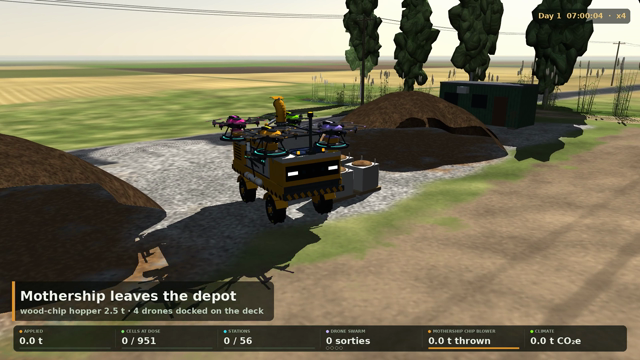 Day 1 07:00:04 · x4
Mothership leaves the depot
wood-chip hopper 2.5 t · 4 drones docked on the deck
APPLIED
0.0 t
CELLS AT DOSE
0 / 951
STATIONS
0 / 56
DRONE SWARM
0 sorties
MOTHERSHIP CHIP BLOWER
0.0 t thrown
CLIMATE
0.0 t CO₂e